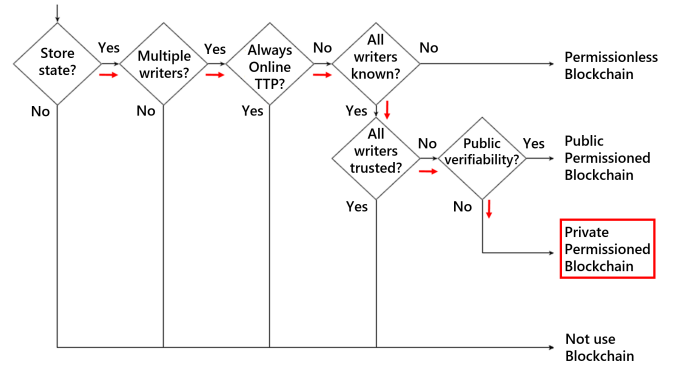 Store
state?
Yes
Multiple
writers?
Yes
Always
Online
TTP?
No
All
writers
known?
No
Permissionless
Blockchain
No
No
Yes
Yes
All
writers
trusted?
No
Public
verifiability?
Yes
Public
Permissioned
Blockchain
Yes
No
Private
Permissioned
Blockchain
Not use
Blockchain